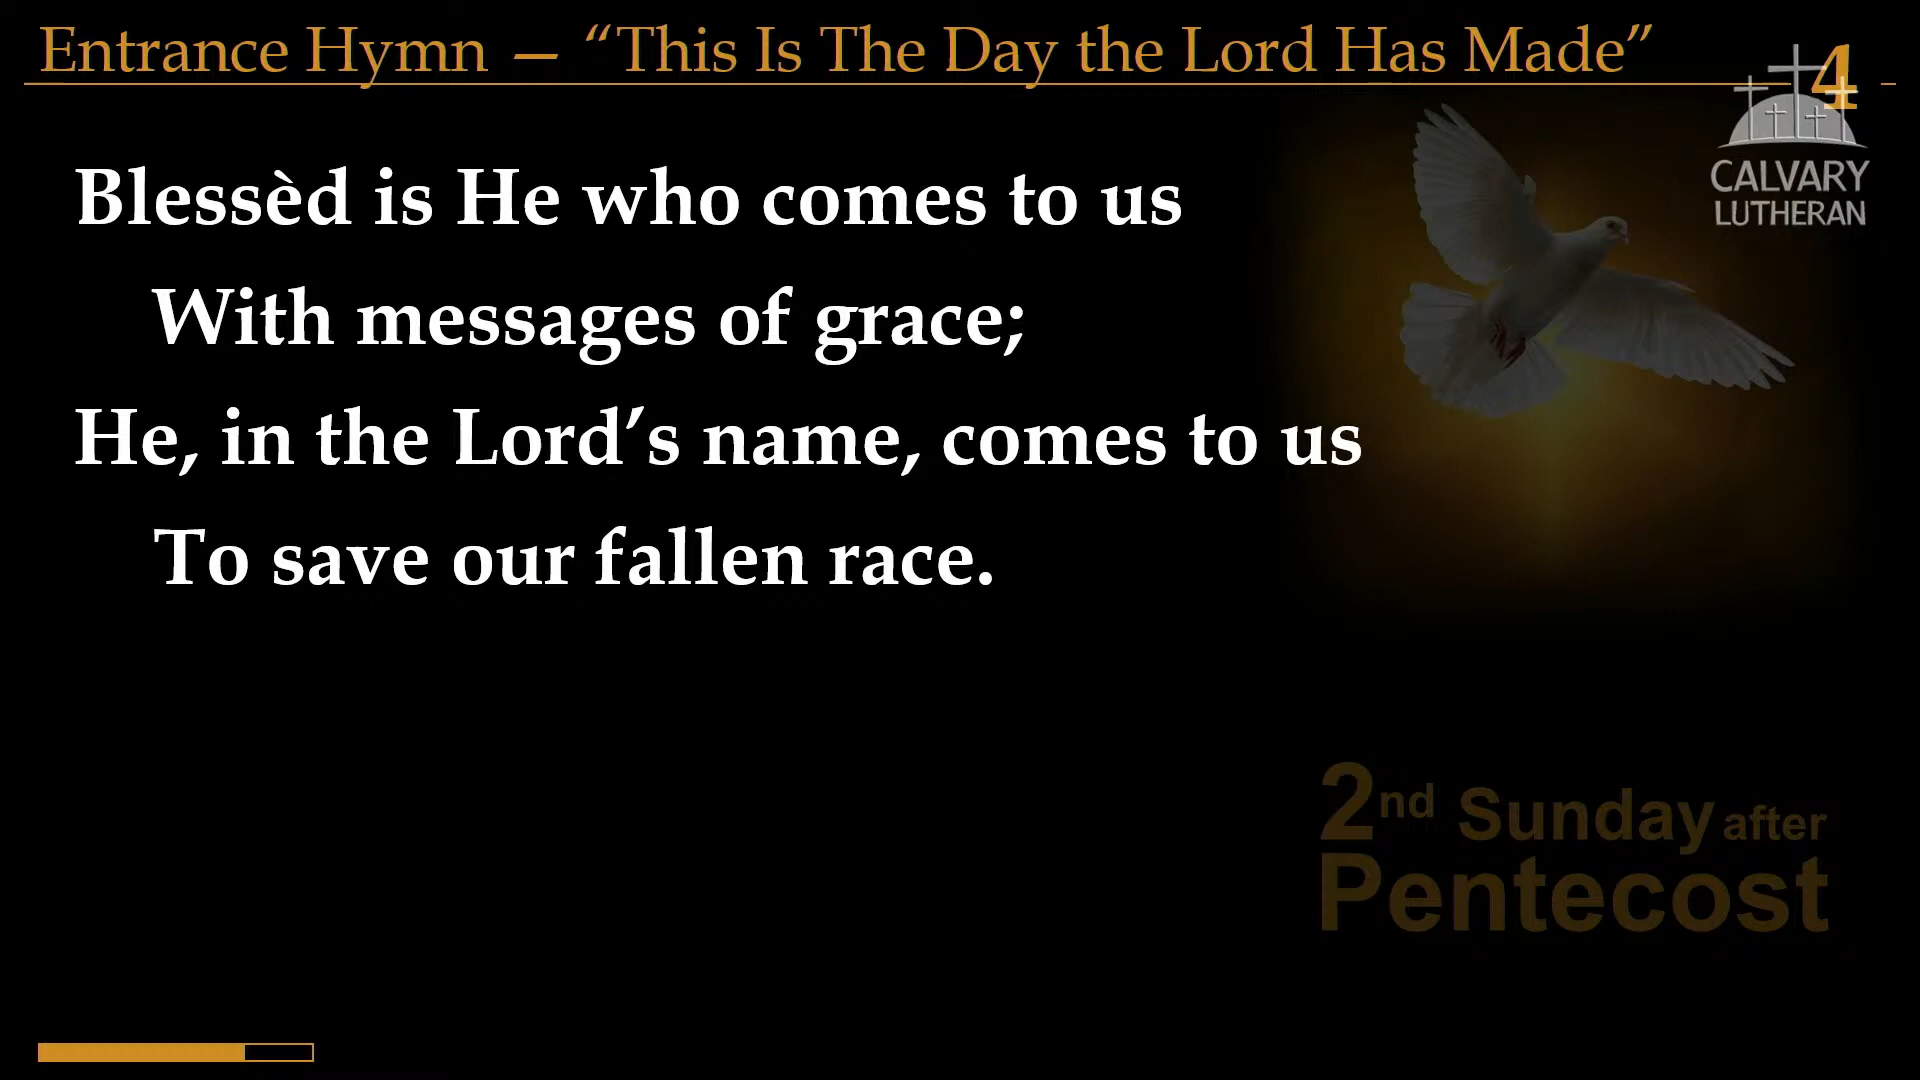 Entrance Hymn — “This Is The Day the Lord Has Made”
4
CALVARY
LUTHERAN
Blessèd is He who comes to us
With messages of grace;
He, in the Lord’s name, comes to us
To save our fallen race.
2nd Sunday after
Pentecost